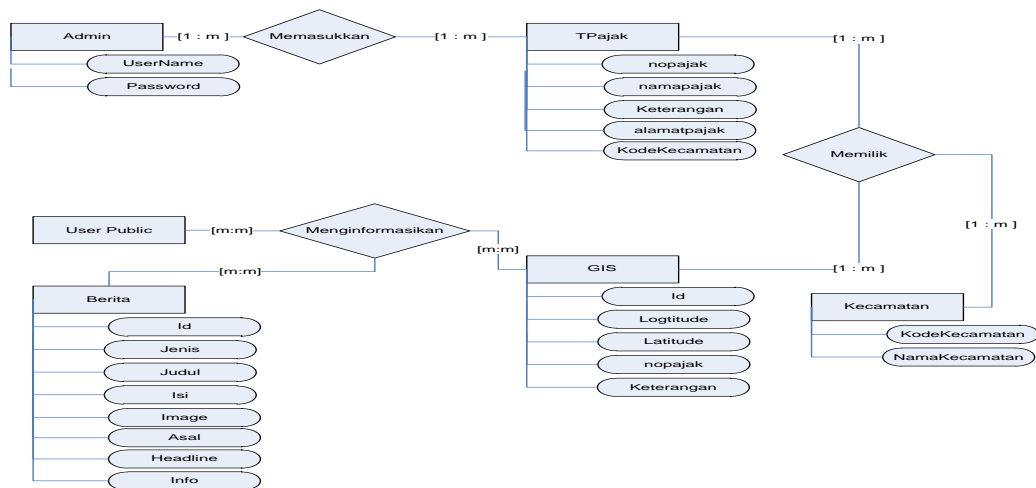 Admin
[1 : m ]
Memasukkan
[1 : m ]
TPajak
[1 : m ]
UserName
Password
nopajak
namapajak
Keterangan
alamatpajak
KodeKecamatan
Memilik
[1 : m ]
User Public
[m:m]
Menginformasikan
[m:m]
[m:m]
GIS
[1 : m ]
Id
Logtitude
Latitude
nopajak
Keterangan
Kecamatan
KodeKecamatan
NamaKecamatan
Berita
Id
Jenis
Judul
Isi
Image
Asal
Headline
Info